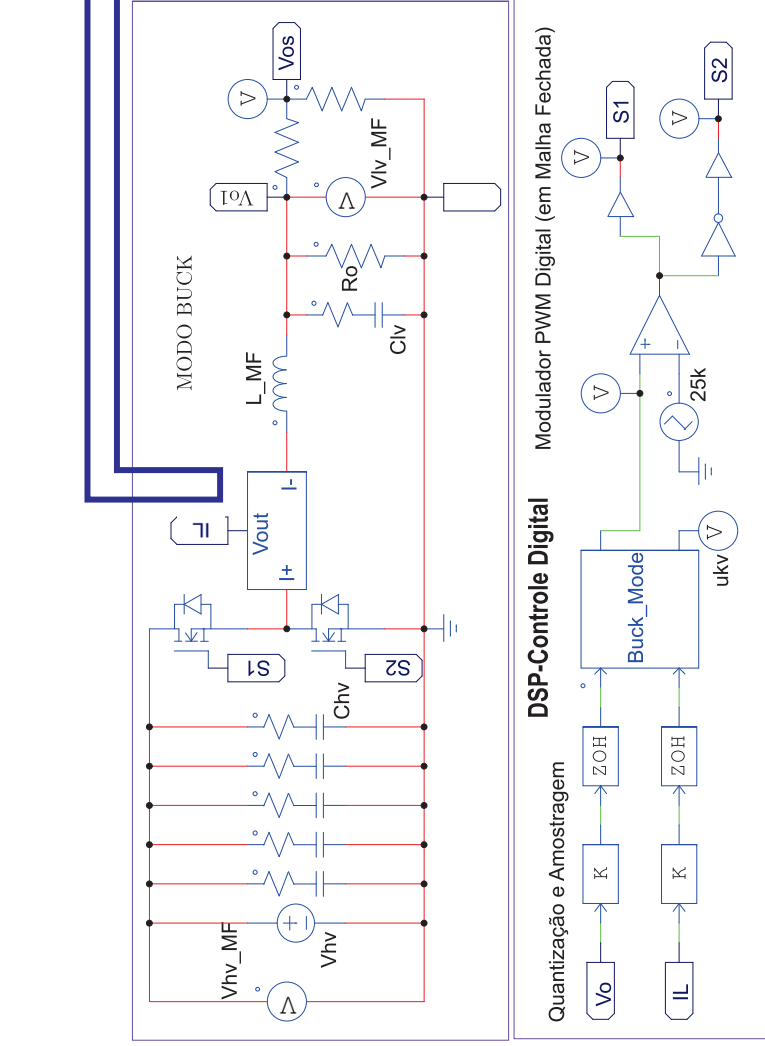 MODO BUCK
Vhv_MF
V
Vhv
Chv
S1
S2
I+
Vout
I-
IL
L_MF
Clv
Ro
Vo1
V
Vlv_MF
V
Vos
DSP-Controle Digital
Quantização e Amostragem
Modulador PWM Digital (em Malha Fechada)
Vo
K
ZOH
IL
K
ZOH
Buck_Mode
V
ukv
V
25k
V
S1
V
S2